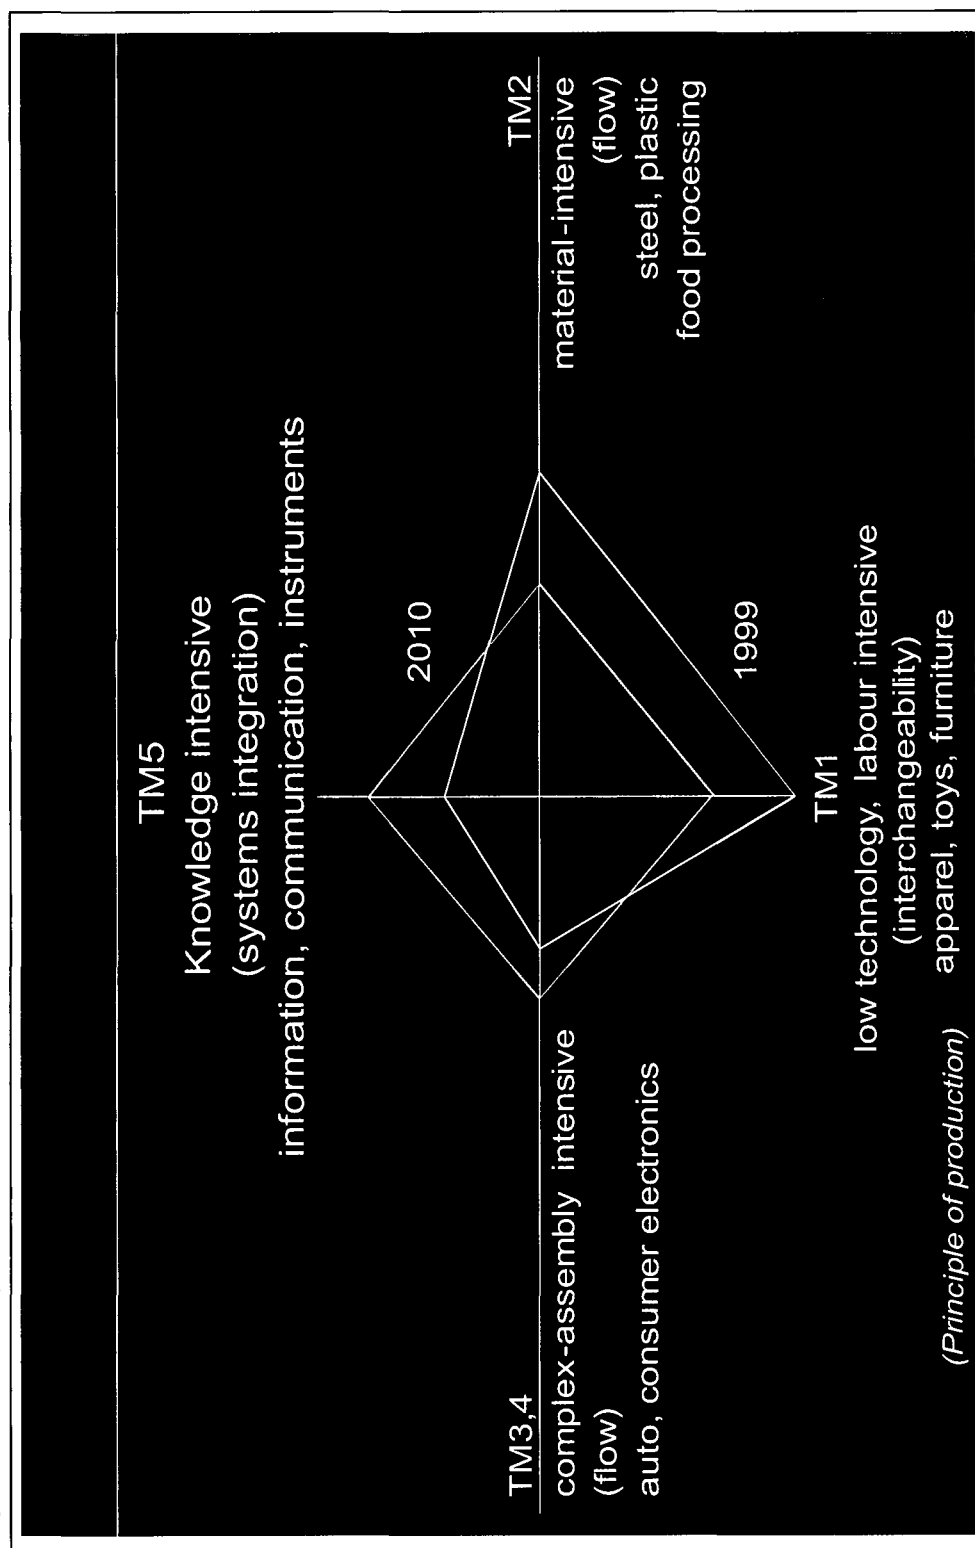 TM5
Knowledge intensive
(systems integration)
information, communication, instruments
2010
TM3,4
complex-assembly intensive
(flow)
auto, consumer electronics
TM2
material-intensive
(flow)
steel, plastic
food processing
1999
TM1
low technology, labour intensive
(interchangeability)
apparel, toys, furniture
(Principle of production)